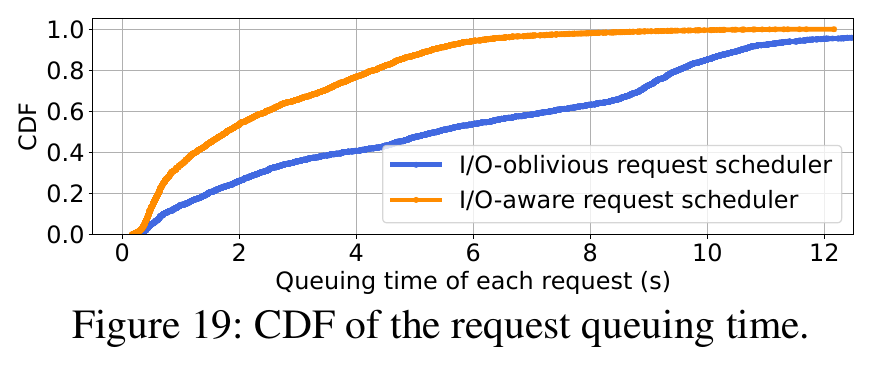 1.0
0.8
0.6
0.4
0.2
0.0
CDF
I/O-oblivious request scheduler
I/O-aware request scheduler
0 2 4 6 8 10 12
Queuing time of each request (s)
Figure 19: CDF of the request queuing time.